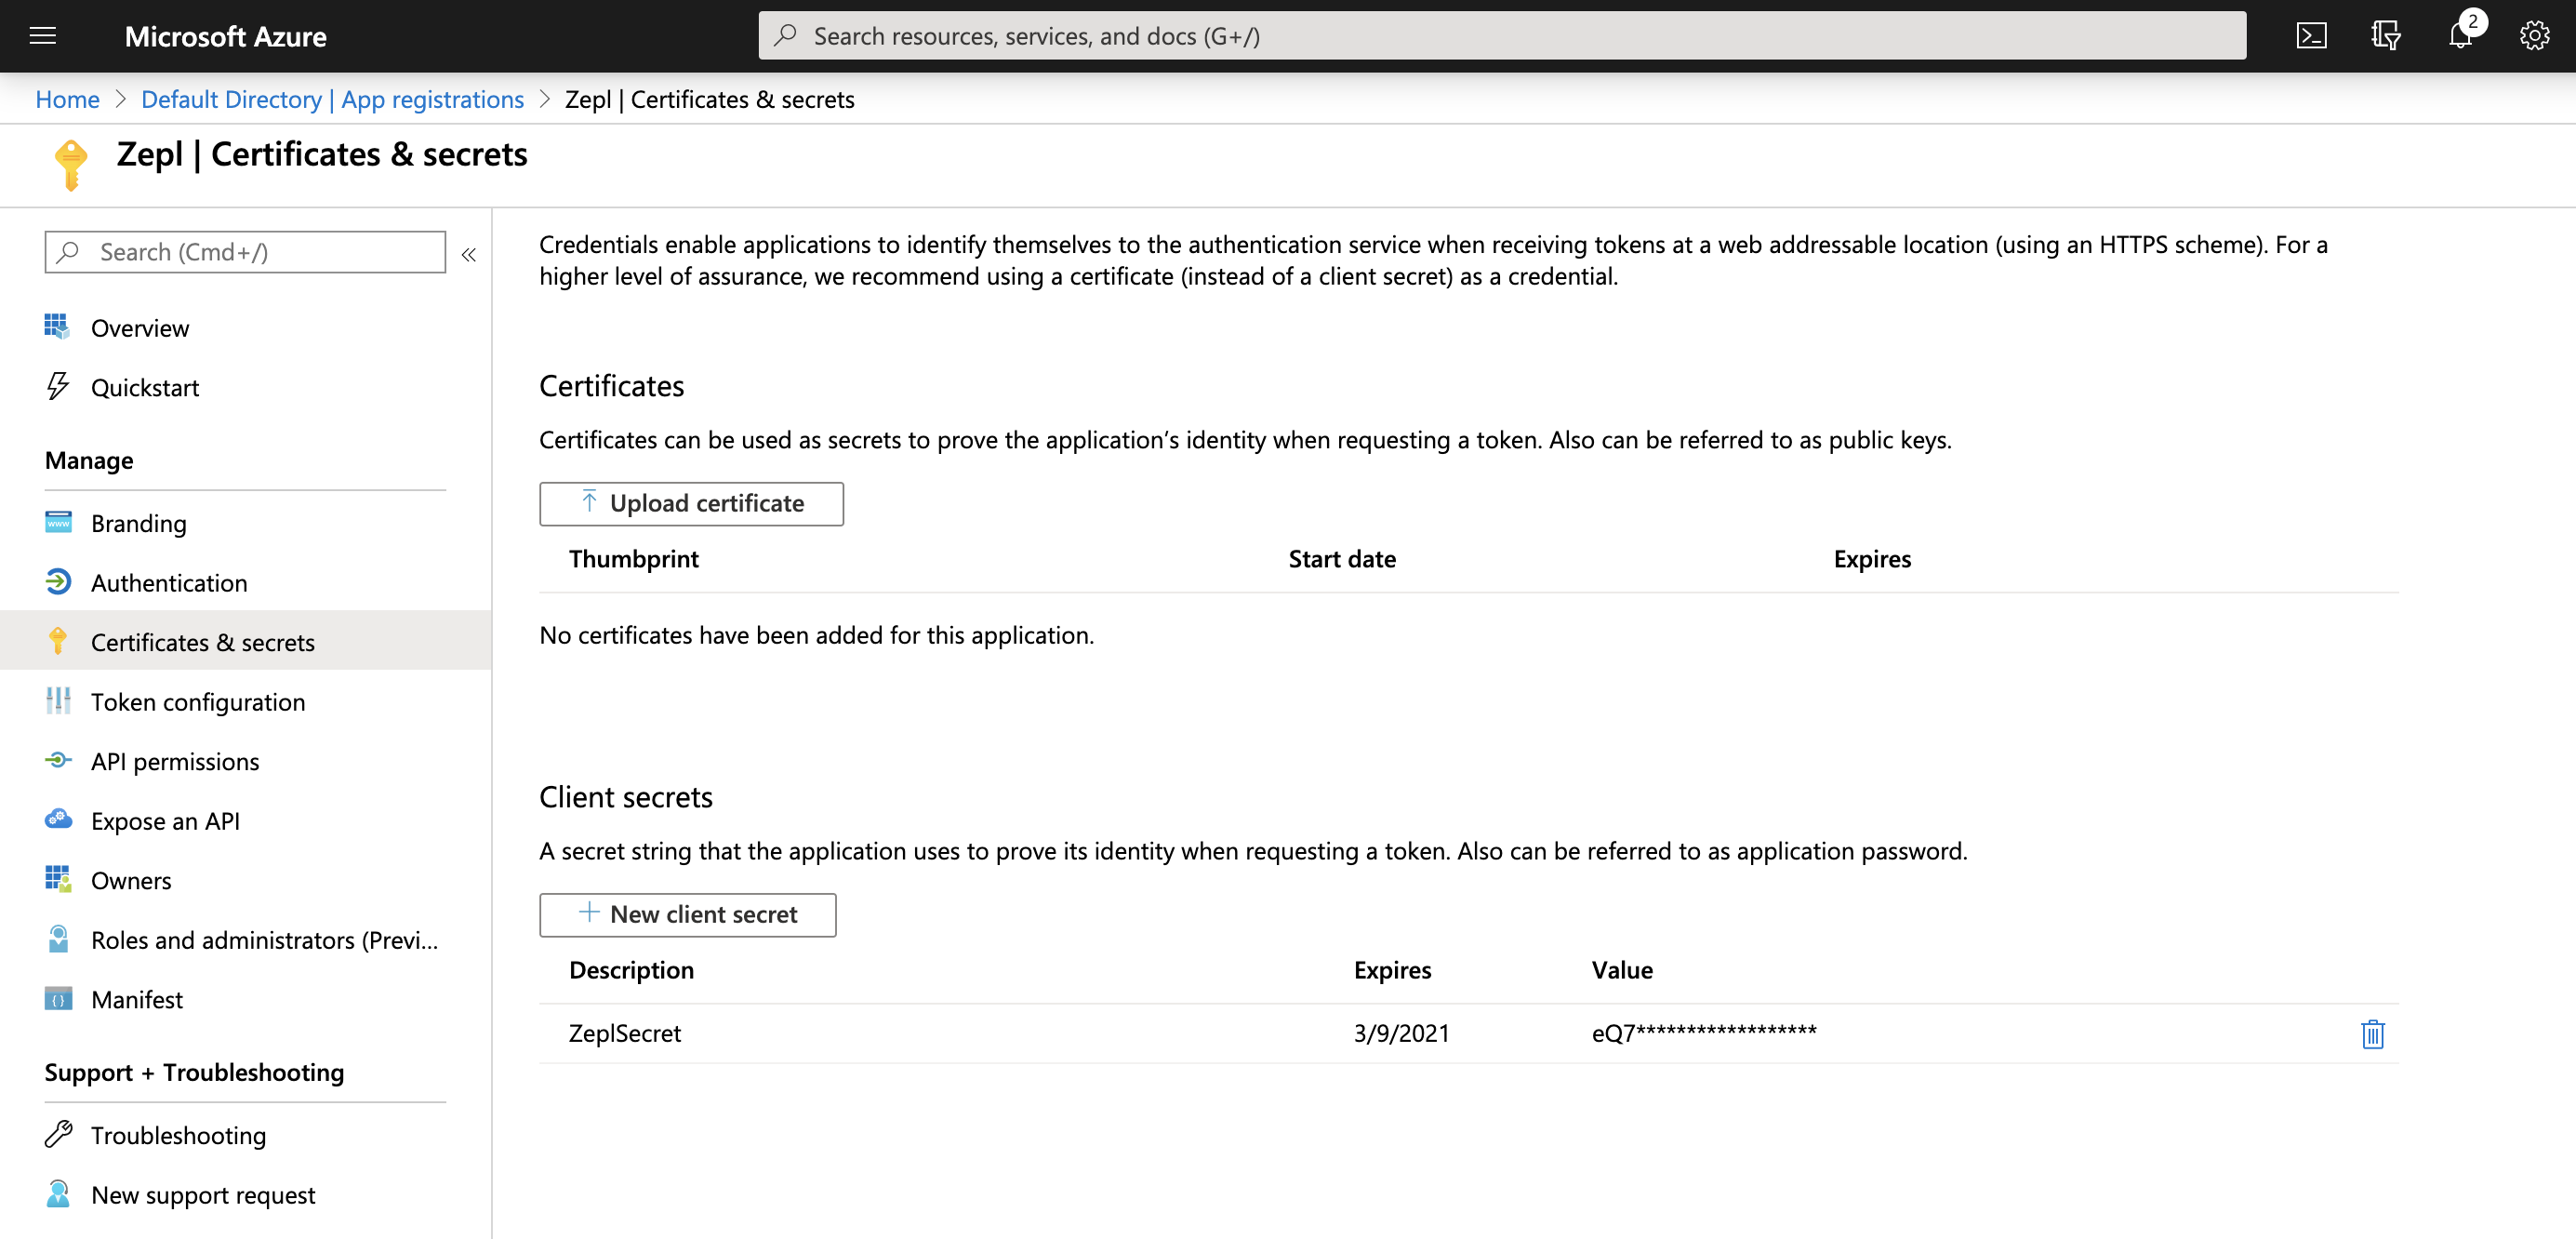 Microsoft Azure
Search resources, services, and docs (G+/)
2
Home > Default Directory | App registrations > Zepl | Certificates & secrets
Zepl | Certificates & secrets
Search (Cmd+/)
«
Overview
Quickstart
Manage
Branding
Authentication
Certificates & secrets
Token configuration
API permissions
Expose an API
Owners
Roles and administrators (Previ...
Manifest
Support + Troubleshooting
Troubleshooting
New support request
Credentials enable applications to identify themselves to the authentication service when receiving tokens at a web addressable location (using an HTTPS scheme). For a
higher level of assurance, we recommend using a certificate (instead of a client secret) as a credential.
Certificates
Certificates can be used as secrets to prove the application’s identity when requesting a token. Also can be referred to as public keys.
Upload certificate
Thumbprint Start date Expires
No certificates have been added for this application.
Client secrets
A secret string that the application uses to prove its identity when requesting a token. Also can be referred to as application password.
New client secret
Description Expires Value
ZeplSecret 3/9/2021 eQ7******************